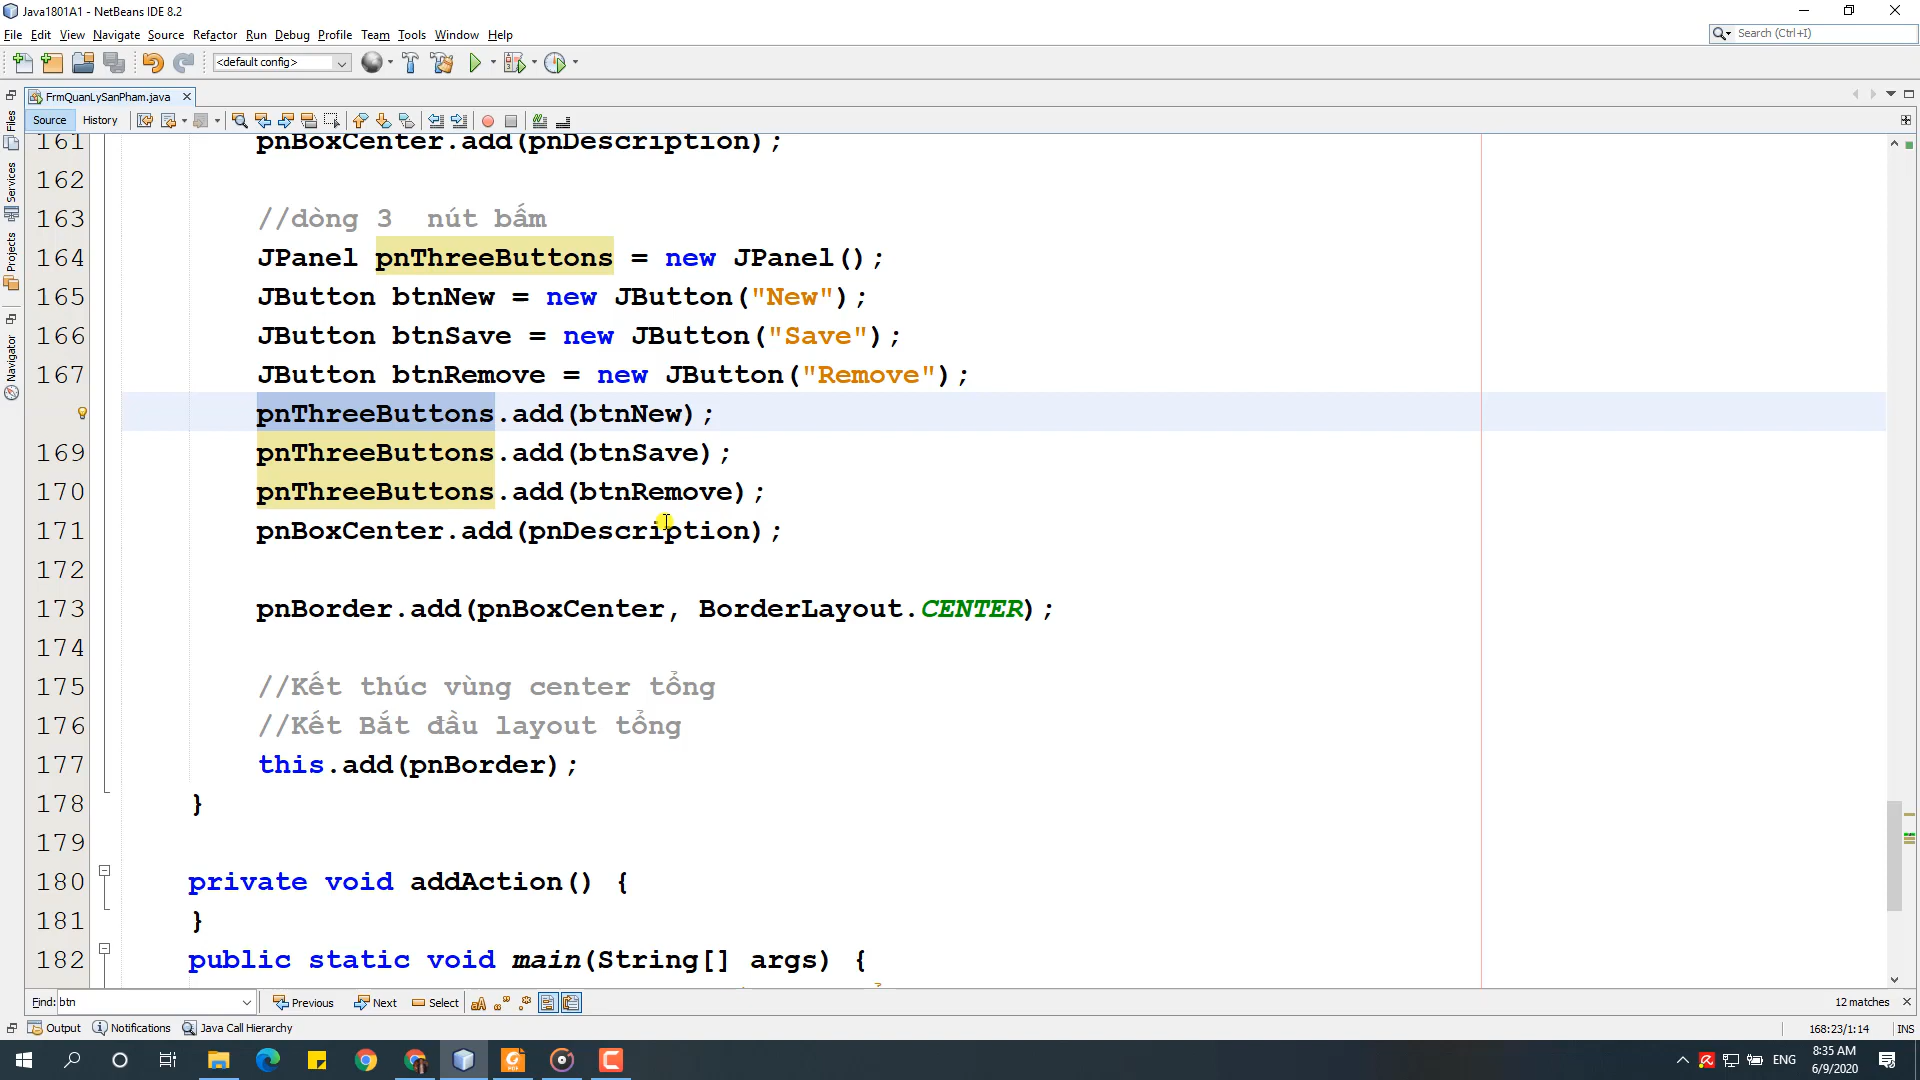 Java1801A1 - NetBeans IDE 8.2
File Edit View Navigate Source Refactor Run Debug Profile Team Tools Window Help
Search (Ctrl+I)
<default config>
FrmQuanLySanPham.java
Source History
Files
Services
Projects
Navigator
161 pnBoxCenter.add(pnDescription);
162
163 //dòng 3  nút bấm
164 JPanel pnThreeButtons = new JPanel();
165 JButton btnNew = new JButton("New");
166 JButton btnSave = new JButton("Save");
167 JButton btnRemove = new JButton("Remove");
pnThreeButtons.add(btnNew);
169 pnThreeButtons.add(btnSave);
170 pnThreeButtons.add(btnRemove);
171 pnBoxCenter.add(pnDescription);
172
173 pnBorder.add(pnBoxCenter, BorderLayout.CENTER);
174
175 //Kết thúc vùng center tổng
176 //Kết Bắt đầu layout tổng
177 this.add(pnBorder);
178 }
179
180 private void addAction() {
181 }
182 public static void main(String[] args) {
Find: btn Previous Next Select 12 matches
Output Notifications Java Call Hierarchy 168:23/1:14 INS
ENG 8:35 AM
6/9/2020